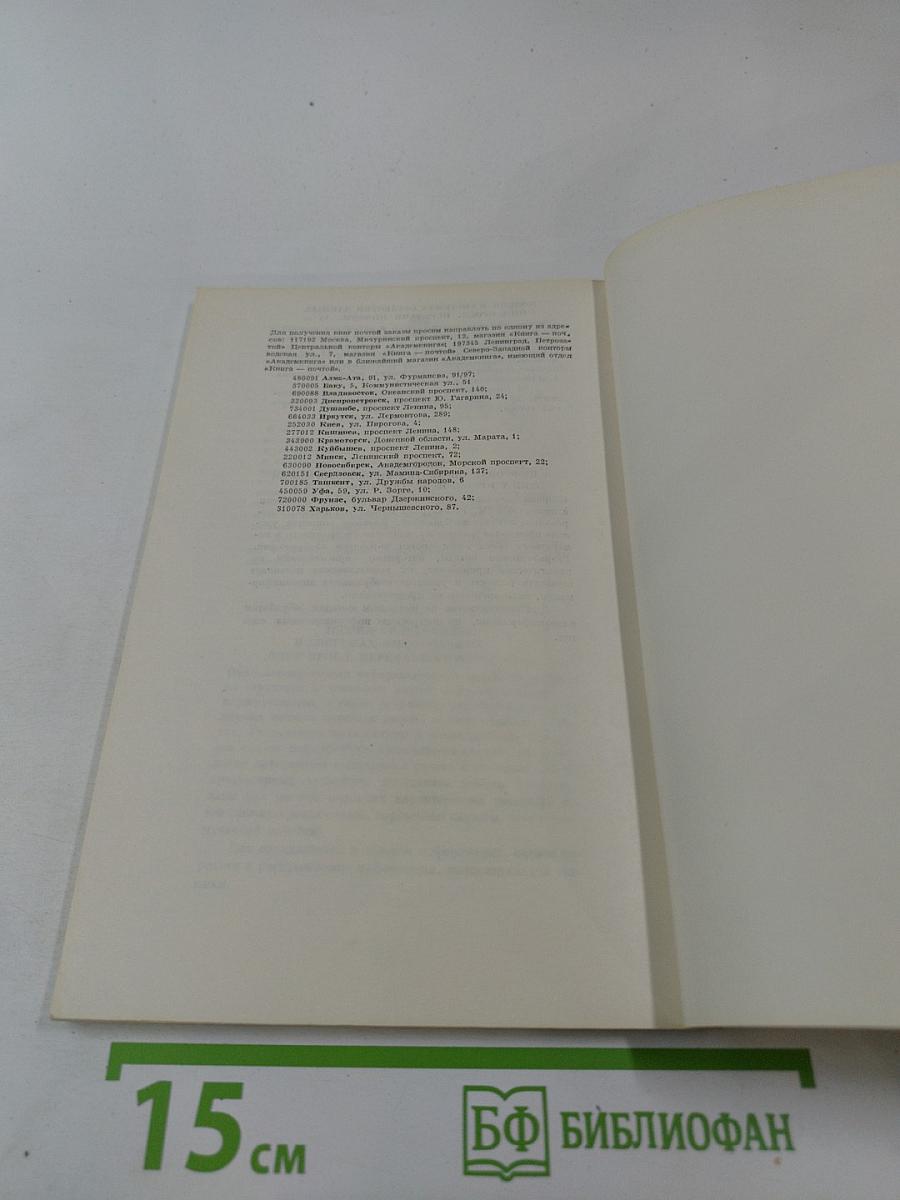 Для получения книг почтой заказы просим направлять по одному из адре-
сов: 117192 Москва, Мичуринский проспект, 12, магазин «Книга — поч-
той» Центральной конторы «Академкнига»; 197345 Ленинград, Петроза-
водская ул., 7, магазин «Книга — почтой» Северо-Западной конторы
«Академкнига» или в ближайший магазин «Академкнига», имеющий отдел
«Книга — почтой».
480091 Алма-Ата, 91, ул. Фурманова, 91/97;
370005 Баку, 5, Коммунистическая ул., 51
690088 Владивосток, Океанский проспект, 140;
320093 Днепропетровск, проспект Ю. Гагарина, 24;
734001 Душанбе, проспект Ленина, 95;
664033 Иркутск, ул. Лермонтова, 289;
252030 Киев, ул. Пирогова, 4;
277012 Кишинев, проспект Ленина, 148;
343900 Краматорск, Донецкой области, ул. Марата, 1;
443002 Куйбышев, проспект Ленина, 2;
220012 Минск, Ленинский проспект, 72;
630090 Новосибирск, Академгородок, Морской проспект, 22;
620151 Свердловск, ул. Мамина-Сибиряка, 137;
700185 Ташкент, ул. Дружбы народов, 6
450059 Уфа, 59, ул. Р. Зорге, 10;
720000 Фрунзе, бульвар Дзержинского, 42;
310078 Харьков, ул. Чернышевского, 87.
15 см
БФ БИБЛИОФАН